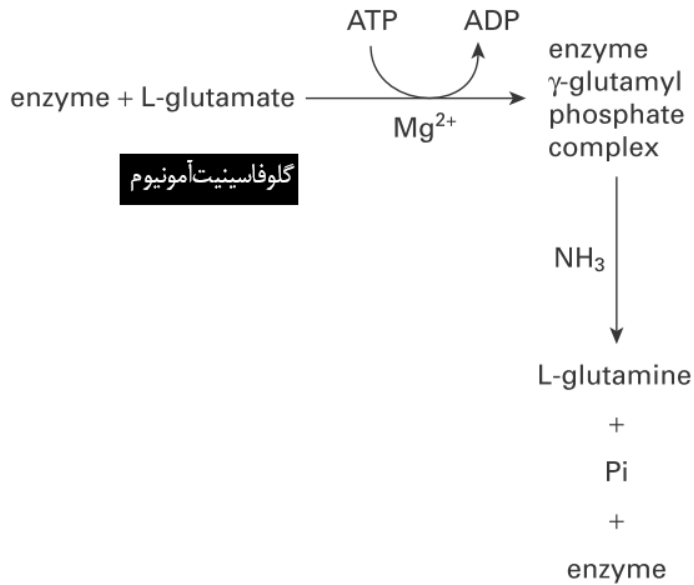 ATP ADP
enzyme + L-glutamate
Mg²⁺
enzyme
γ-glutamyl
phosphate
complex
گلوفاسینیت‌آمونیوم
NH₃
L-glutamine
+
Pi
+
enzyme